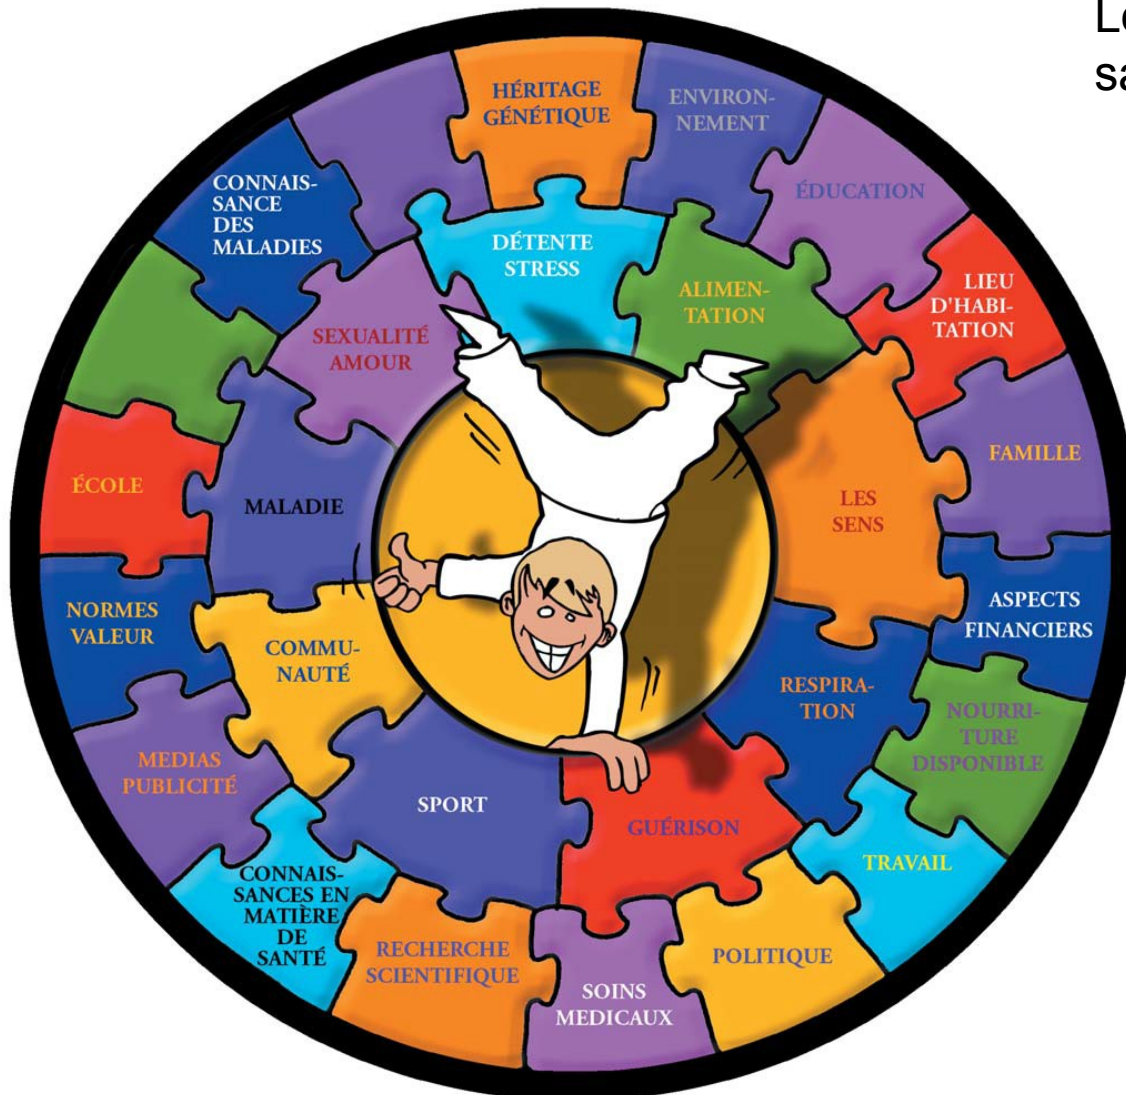 HÉRITAGE
GÉNÉTIQUE
ENVIRON-
NEMENT
ÉDUCATION
LIEU
D'HABI-
TATION
FAMILLE
ASPECTS
FINANCIERS
NOURRI-
TURE
DISPONIBLE
TRAVAIL
POLITIQUE
SOINS
MEDICAUX
RECHERCHE
SCIENTIFIQUE
CONNAIS-
SANCES EN
MATIÈRE
DE
SANTÉ
MEDIAS
PUBLICITÉ
NORMES
VALEUR
ÉCOLE
CONNAIS-
SANCE
DES
MALADIES
DÉTENTE
STRESS
ALIMEN-
TATION
LES
SENS
RESPIRA-
TION
GUÉRISON
SPORT
COMMU-
NAUTÉ
MALADIE
SEXUALITÉ
AMOUR